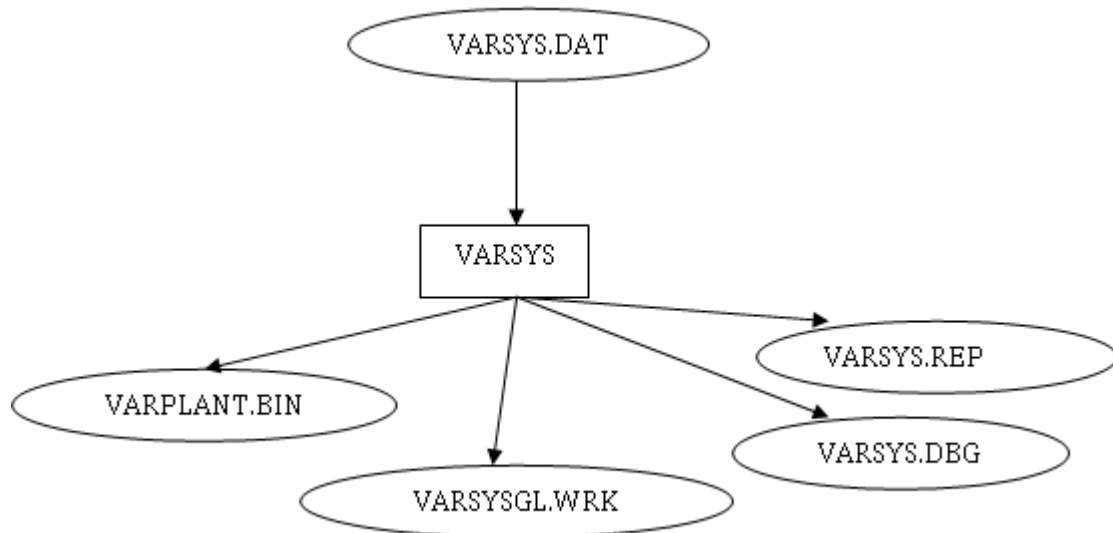 VARSYS.DAT
VARSYS
VARSYS.REP
VARPLANT.BIN
VARSYS.DBG
VARSYSGL.WRK